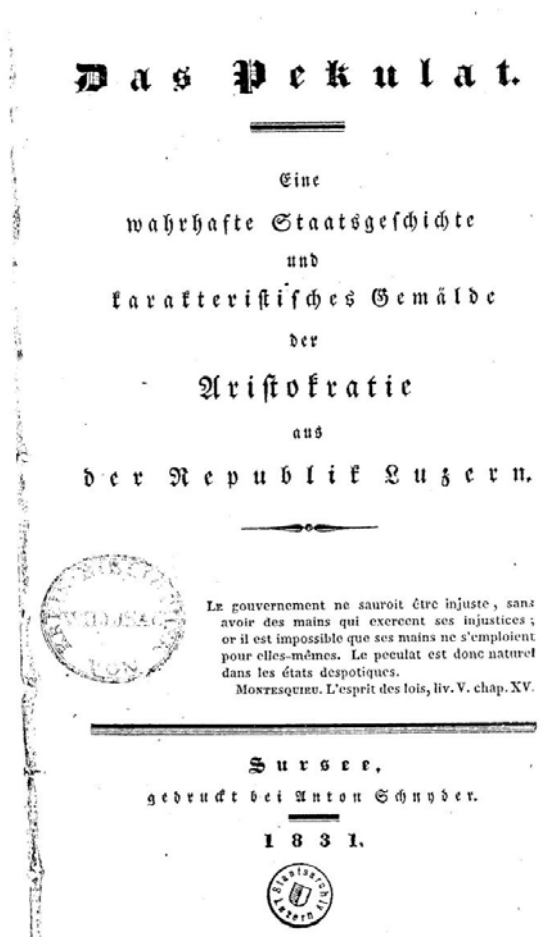 Das Pekulat.
Eine
wahrhafte Staatsgeschichte
und
karakteristisches Gemälde
der
Aristokratie
aus
der Republik Luzern.
LE gouvernement ne sauroit être injuste, sans
avoir des mains qui exercent ses injustices ;
or il est impossible que ses mains ne s'emploient
pour elles-mêmes. Le peculat est donc naturel
dans les états despotiques.
MONTESQUIEU. L'esprit des lois, liv. V. chap. XV.
Sursee,
gedruckt bei Anton Schnyder.
1831.
Staatsarchiv
Luzern